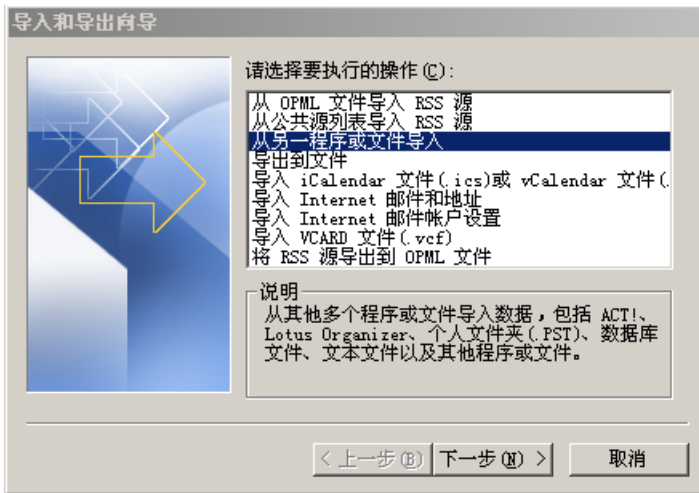 导入和导出向导
请选择要执行的操作(C):
从 OPML 文件导入 RSS 源
从公共源列表导入 RSS 源
从另一程序或文件导入
导出到文件
导入 iCalendar 文件(.ics)或 vCalendar 文件(.
导入 Internet 邮件和地址
导入 Internet 邮件帐户设置
导入 VCARD 文件(.vcf)
将 RSS 源导出到 OPML 文件
说明
从其他多个程序或文件导入数据，包括 ACT!、
Lotus Organizer、个人文件夹(.PST)、数据库
文件、文本文件以及其他程序或文件。
< 上一步(B) 下一步(N) > 取消